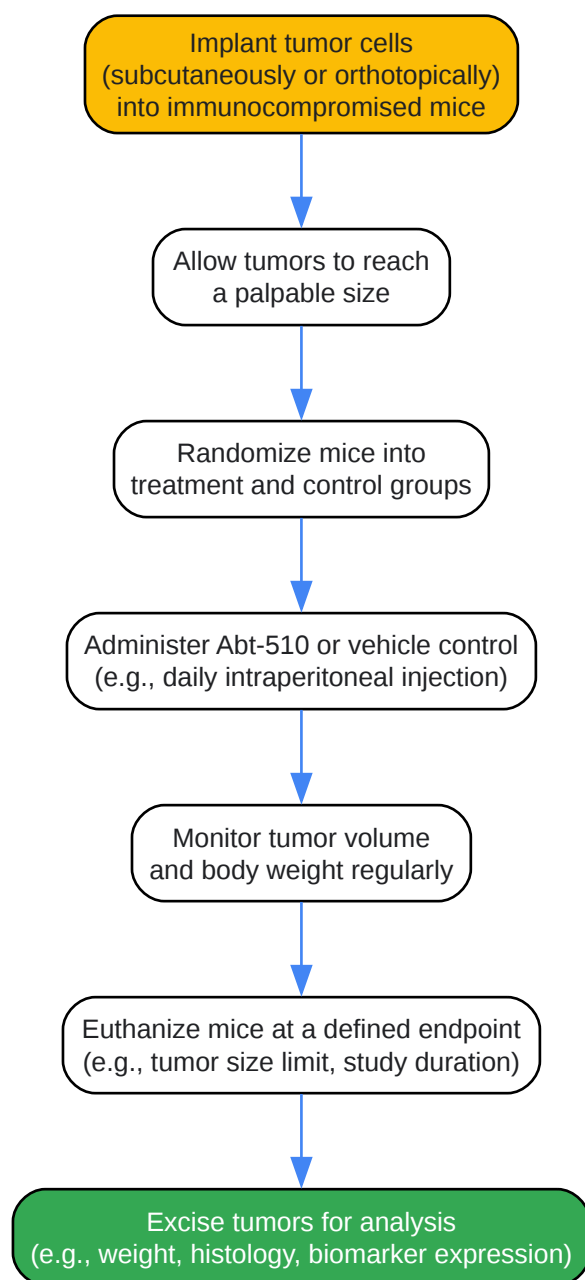 Implant tumor cells
(subcutaneously or orthotopically)
into immunocompromised mice
Allow tumors to reach
a palpable size
Randomize mice into
treatment and control groups
Administer Abt-510 or vehicle control
(e.g., daily intraperitoneal injection)
Monitor tumor volume
and body weight regularly
Euthanize mice at a defined endpoint
(e.g., tumor size limit, study duration)
Excise tumors for analysis
(e.g., weight, histology, biomarker expression)